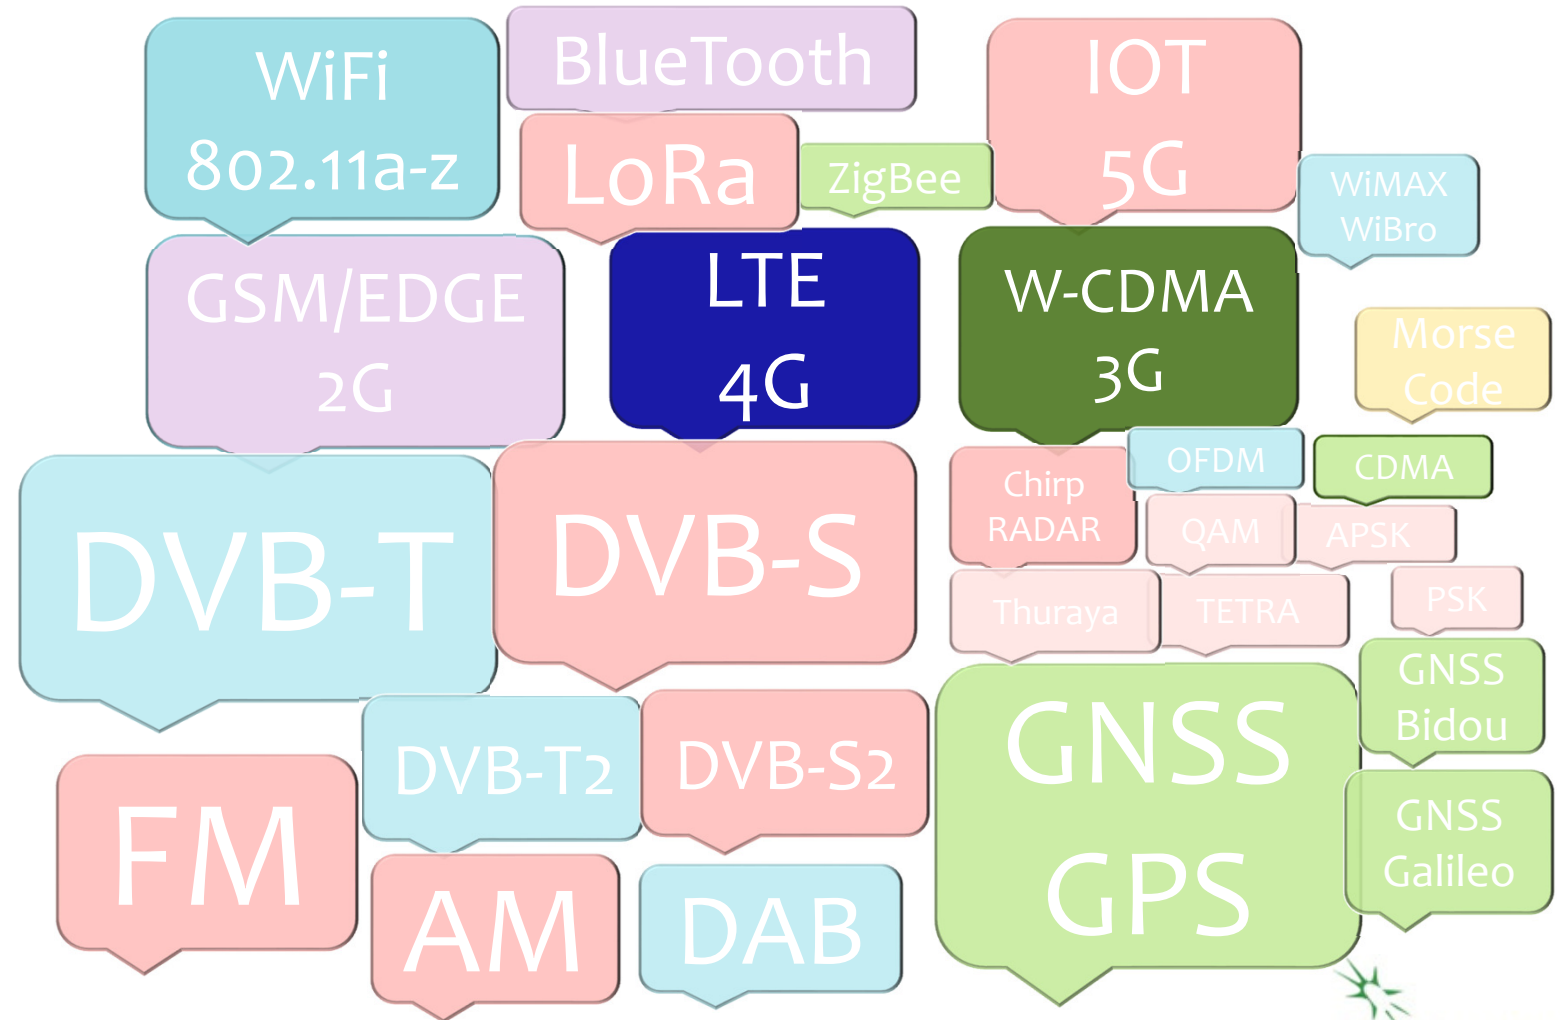 WiFi
802.11a-z
BlueTooth
LoRa
ZigBee
IOT
5G
WiMAX
WiBro
GSM/EDGE
2G
LTE
4G
W-CDMA
3G
Morse
Code
DVB-T
DVB-S
Chirp
RADAR
OFDM
CDMA
QAM
APSK
Thuraya
TETRA
PSK
GNSS
Bidou
FM
DVB-T2
DVB-S2
GNSS
GPS
GNSS
Galileo
AM
DAB